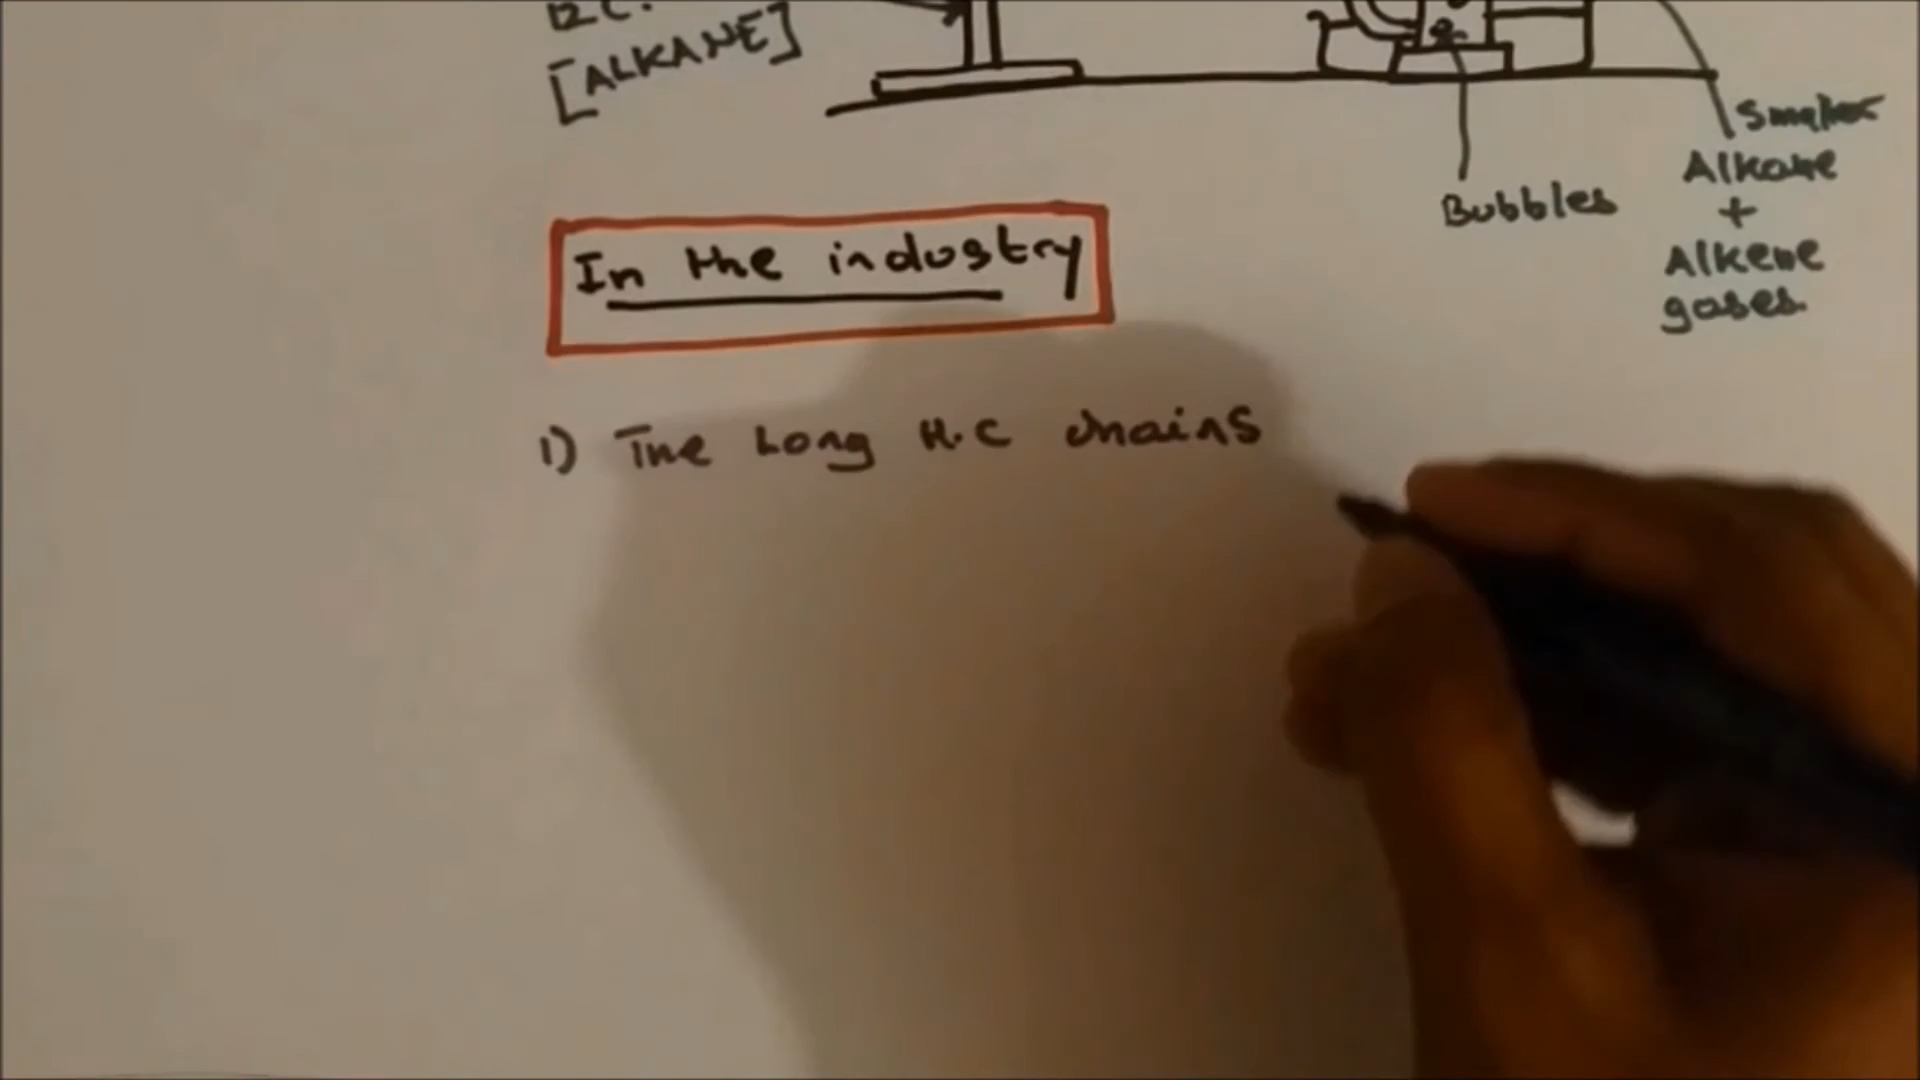 [ALKANE]
Smaller
Alkane
+
Alkene
gases.
Bubbles
In the industry
1) The Long H.C chains